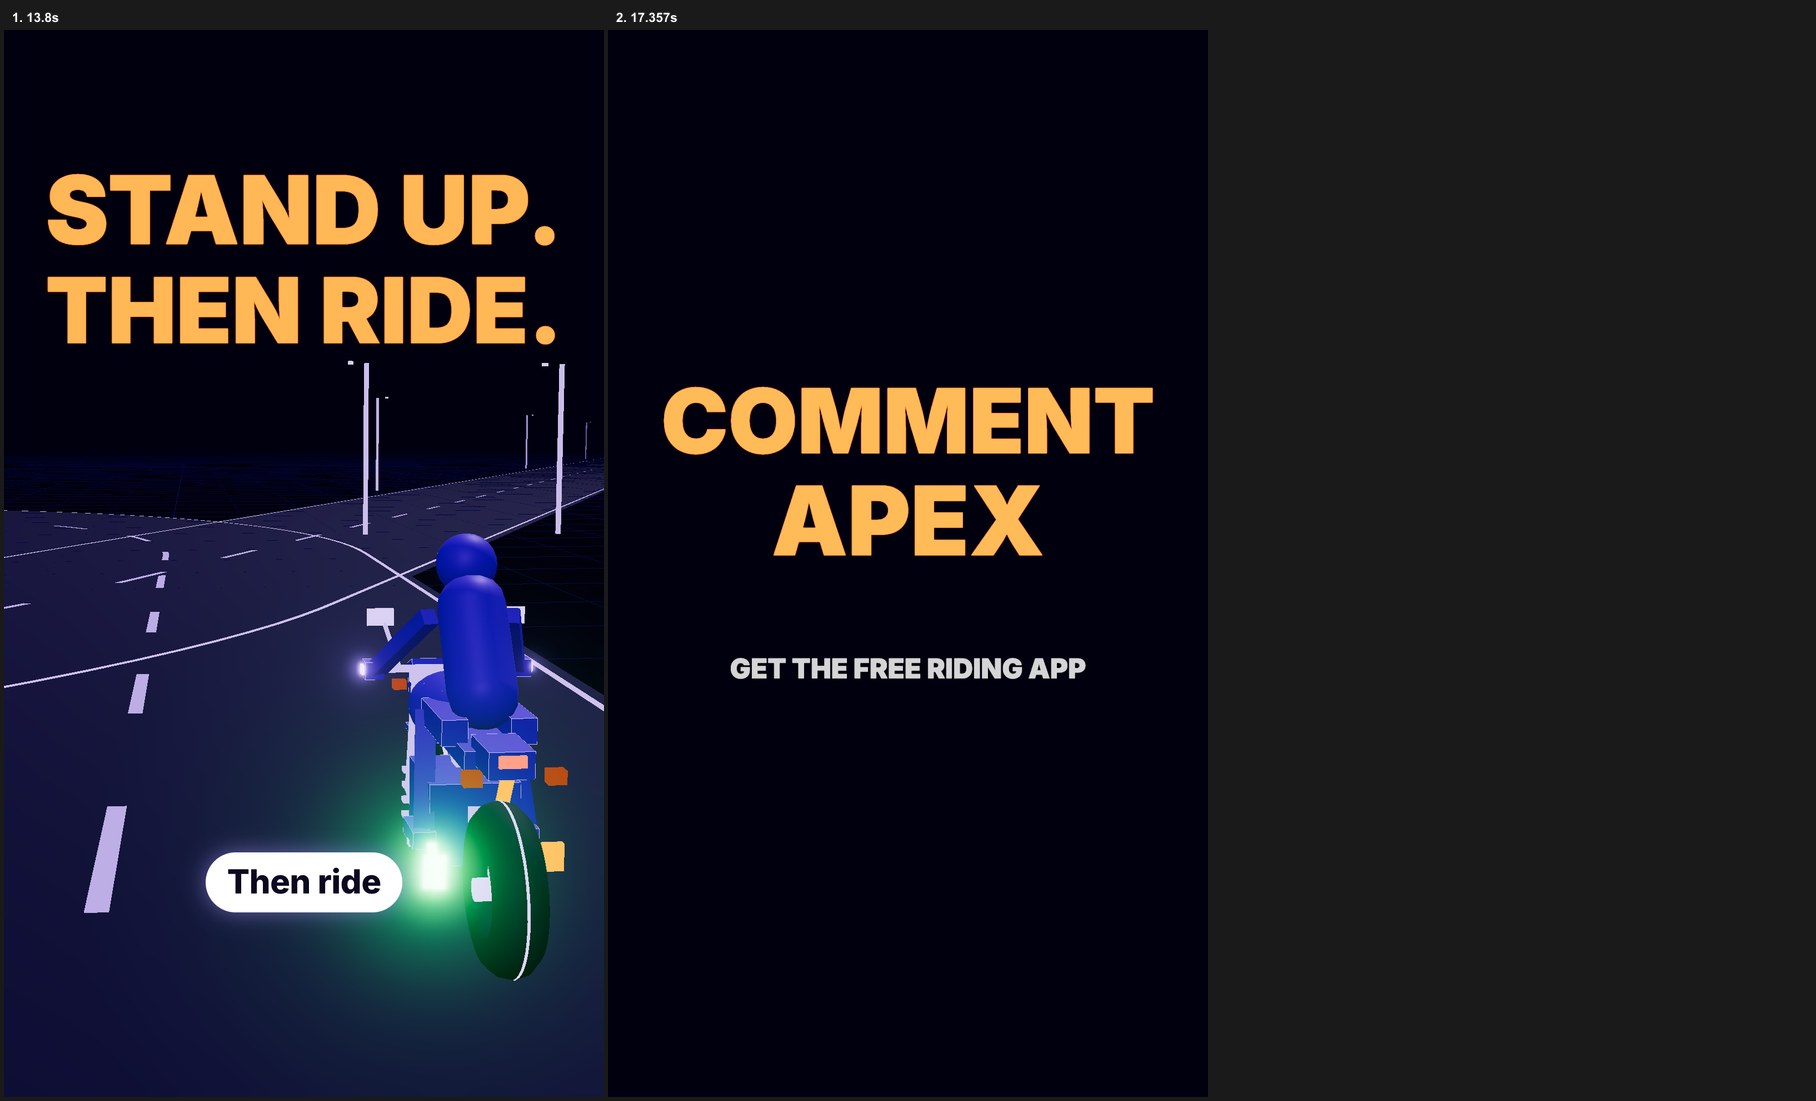 1. 13.8s
STAND UP.
THEN RIDE.
Then ride
2. 17.357s
COMMENT
APEX
GET THE FREE RIDING APP